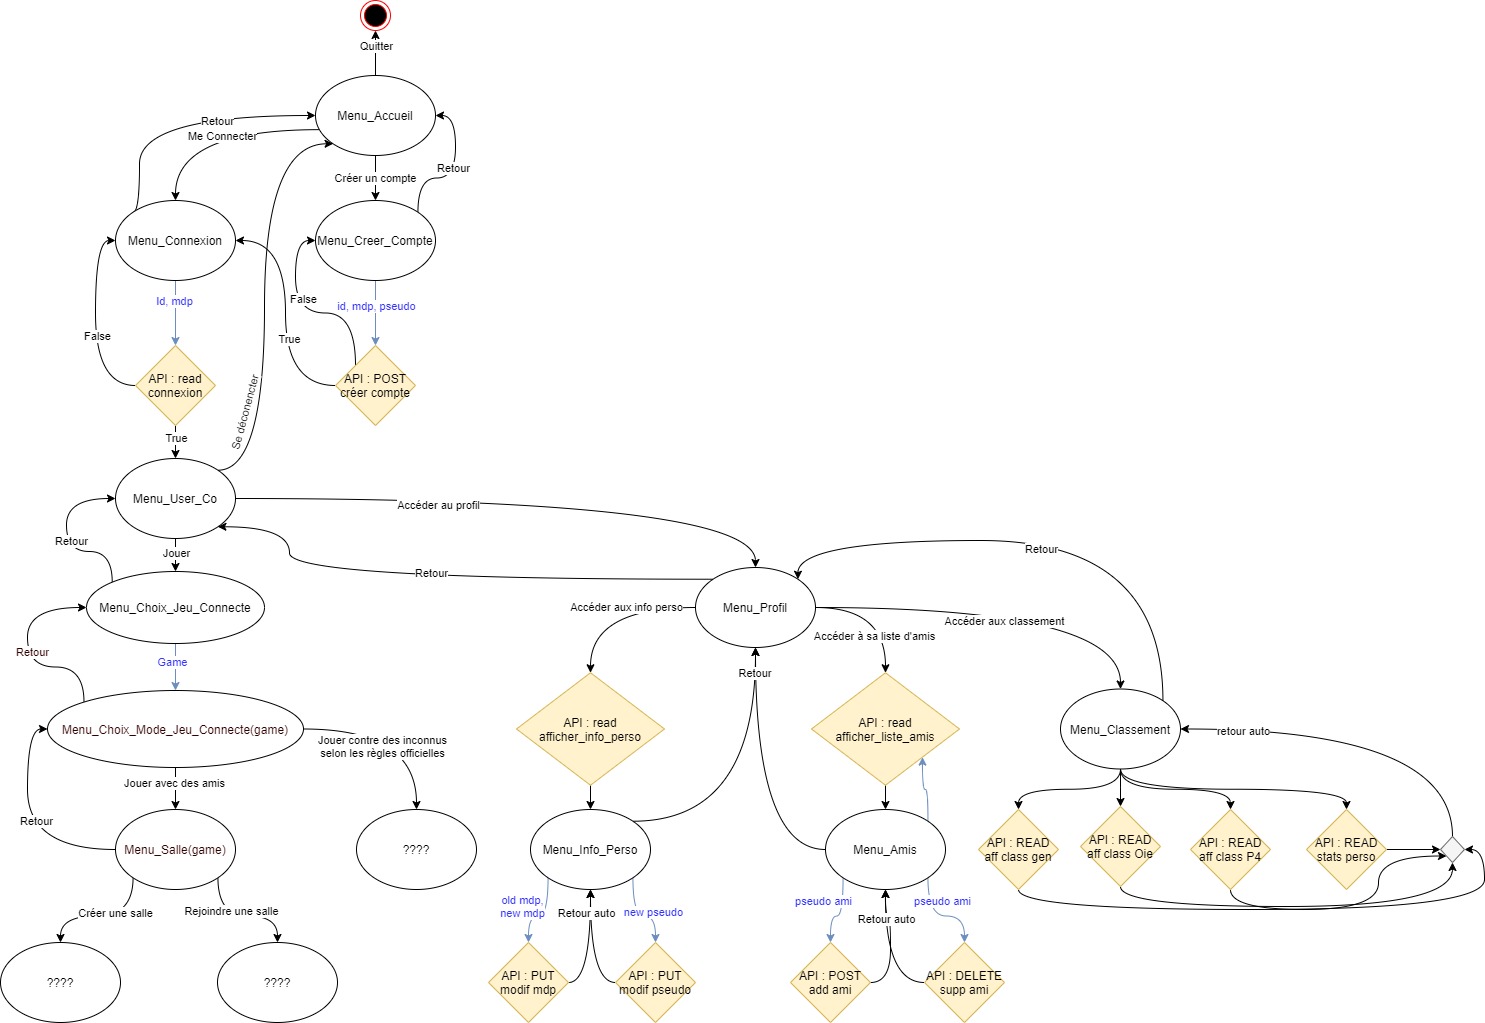 Quitter
Menu_Accueil
Retour
Me Connecter
Créer un compte
Retour
Menu_Connexion
Menu_Creer_Compte
Id, mdp
False
id, mdp, pseudo
False
True
API : read
connexion
API : POST
créer compte
Se déconencter
True
Menu_User_Co
Accéder au profil
Retour
Jouer
Retour
Retour
Menu_Choix_Jeu_Connecte
Accéder aux info perso
Menu_Profil
Accéder à sa liste d'amis
Accéder aux classement
Retour
Game
Retour
Menu_Choix_Mode_Jeu_Connecte(game)
Jouer contre des inconnus
selon les règles officielles
API : read
afficher_info_perso
API : read
afficher_liste_amis
Menu_Classement
retour auto
Jouer avec des amis
Retour
Menu_Salle(game)
????
Menu_Info_Perso
Menu_Amis
API : READ
aff class gen
API : READ
aff class Oie
API : READ
aff class P4
API : READ
stats perso
Créer une salle
Rejoindre une salle
old mdp,
new mdp
Retour auto
new pseudo
pseudo ami
Retour auto
pseudo ami
????
????
API : PUT
modif mdp
API : PUT
modif pseudo
API : POST
add ami
API : DELETE
supp ami